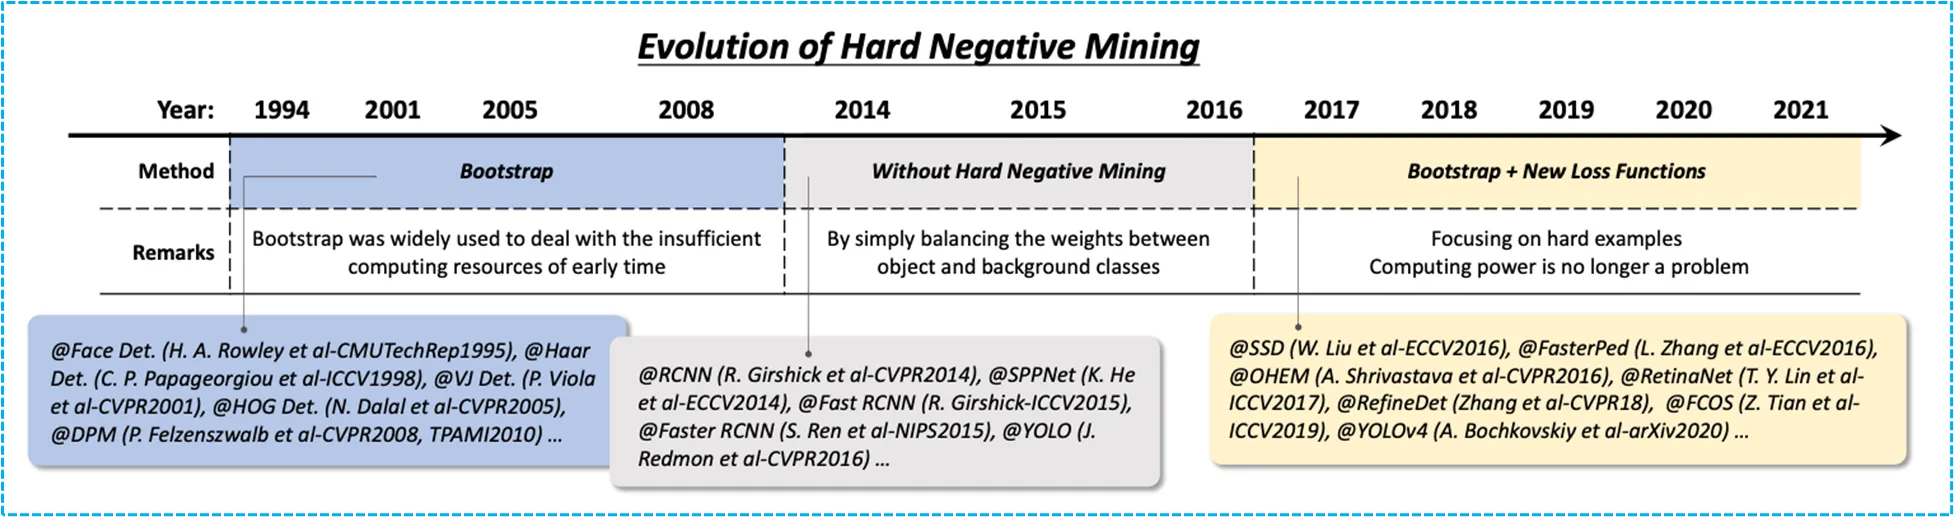 Evolution of Hard Negative Mining
Year: 1994 2001 2005 2008 2014 2015 2016 2017 2018 2019 2020 2021
Method Bootstrap Without Hard Negative Mining Bootstrap + New Loss Functions
Remarks
Bootstrap was widely used to deal with the insufficient
computing resources of early time
By simply balancing the weights between
object and background classes
Focusing on hard examples
Computing power is no longer a problem
@Face Det. (H. A. Rowley et al-CMUTechRep1995), @Haar
Det. (C. P. Papageorgiou et al-ICCV1998), @VJ Det. (P. Viola
et al-CVPR2001), @HOG Det. (N. Dalal et al-CVPR2005),
@DPM (P. Felzenszwalb et al-CVPR2008, TPAMI2010) ...
@RCNN (R. Girshick et al-CVPR2014), @SPPNet (K. He
et al-ECCV2014), @Fast RCNN (R. Girshick-ICCV2015),
@Faster RCNN (S. Ren et al-NIPS2015), @YOLO (J.
Redmon et al-CVPR2016) ...
@SSD (W. Liu et al-ECCV2016), @FasterPed (L. Zhang et al-ECCV2016),
@OHEM (A. Shrivastava et al-CVPR2016), @RetinaNet (T. Y. Lin et al-
ICCV2017), @RefineDet (Zhang et al-CVPR18), @FCOS (Z. Tian et al-
ICCV2019), @YOLOv4 (A. Bochkovskiy et al-arXiv2020) ...